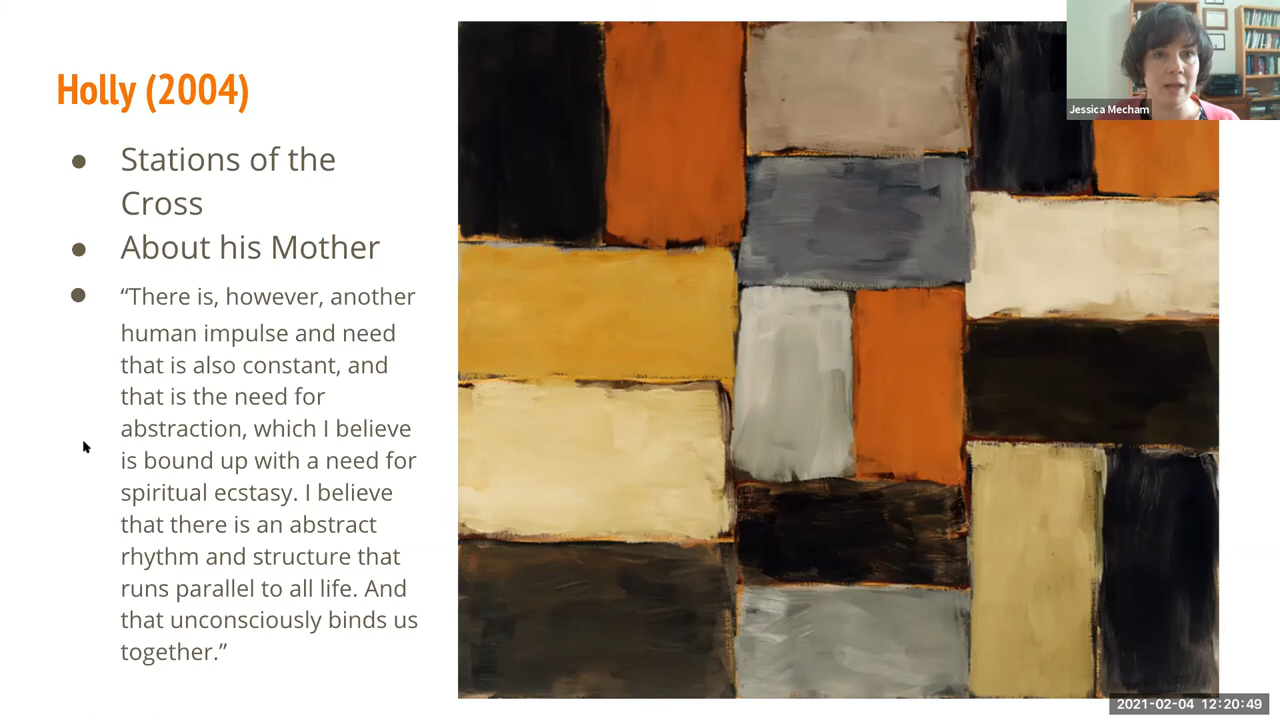 Holly (2004)
● Stations of the
Cross
● About his Mother
● “There is, however, another
human impulse and need
that is also constant, and
that is the need for
abstraction, which I believe
is bound up with a need for
spiritual ecstasy. I believe
that there is an abstract
rhythm and structure that
runs parallel to all life. And
that unconsciously binds us
together.”
Jessica Mecham
2021-02-04 12:20:49